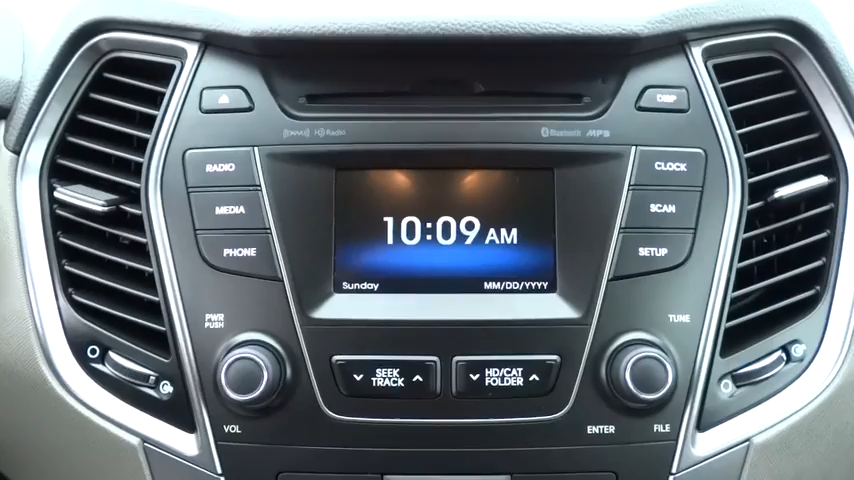 DISP
((XM)) HD Radio
Bluetooth MP3
RADIO
CLOCK
MEDIA
SCAN
PHONE
SETUP
10:09 AM
Sunday
MM/DD/YYYY
PWR
PUSH
TUNE
SEEK
TRACK
HD/CAT
FOLDER
VOL
ENTER
FILE